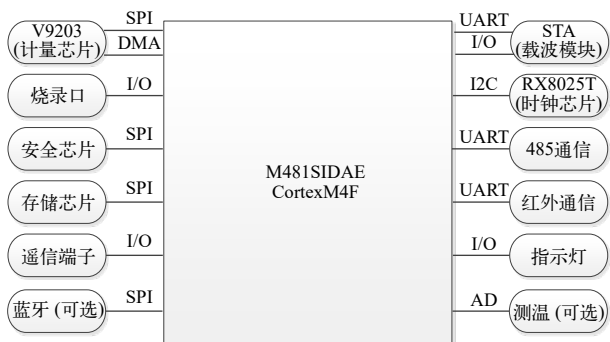 SPI
V9203
(计量芯片)
DMA
I/O
烧录口
SPI
安全芯片
SPI
存储芯片
I/O
遥信端子
SPI
蓝牙 (可选)
M481SIDAE
CortexM4F
UART
STA
I/O
(载波模块)
I2C
RX8025T
(时钟芯片)
UART
485通信
UART
红外通信
I/O
指示灯
AD
测温 (可选)